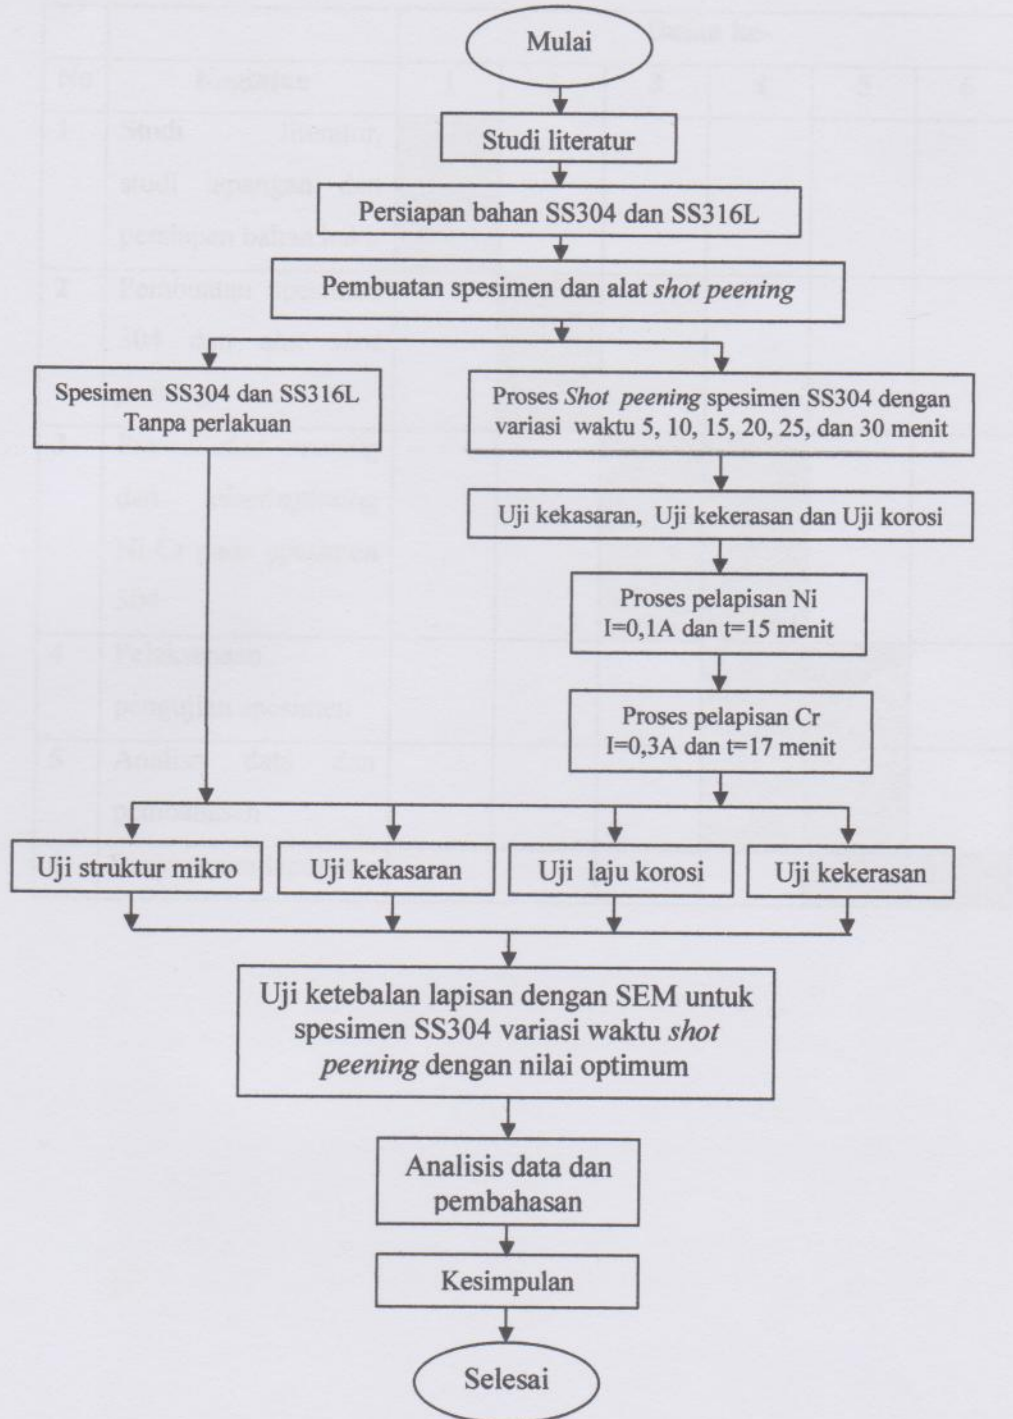 Mulai
Studi literatur
Persiapan bahan SS304 dan SS316L
Pembuatan spesimen dan alat shot peening
Spesimen SS304 dan SS316L
Tanpa perlakuan
Proses Shot peening spesimen SS304 dengan
variasi waktu 5, 10, 15, 20, 25, dan 30 menit
Uji kekasaran, Uji kekerasan dan Uji korosi
Proses pelapisan Ni
I=0,1A dan t=15 menit
Proses pelapisan Cr
I=0,3A dan t=17 menit
Uji struktur mikro
Uji kekasaran
Uji laju korosi
Uji kekerasan
Uji ketebalan lapisan dengan SEM untuk
spesimen SS304 variasi waktu shot
peening dengan nilai optimum
Analisis data dan
pembahasan
Kesimpulan
Selesai